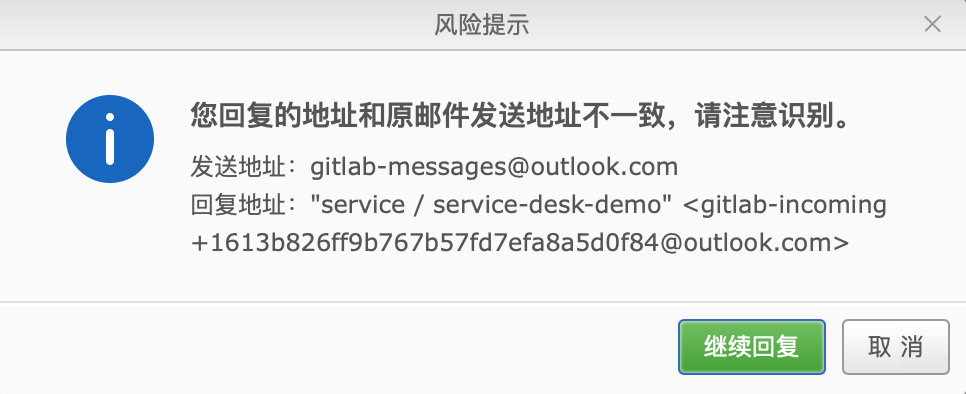 风险提示
您回复的地址和原邮件发送地址不一致，请注意识别。
发送地址：gitlab-messages@outlook.com
回复地址："service / service-desk-demo" <gitlab-incoming
+1613b826ff9b767b57fd7efa8a5d0f84@outlook.com>
继续回复
取 消